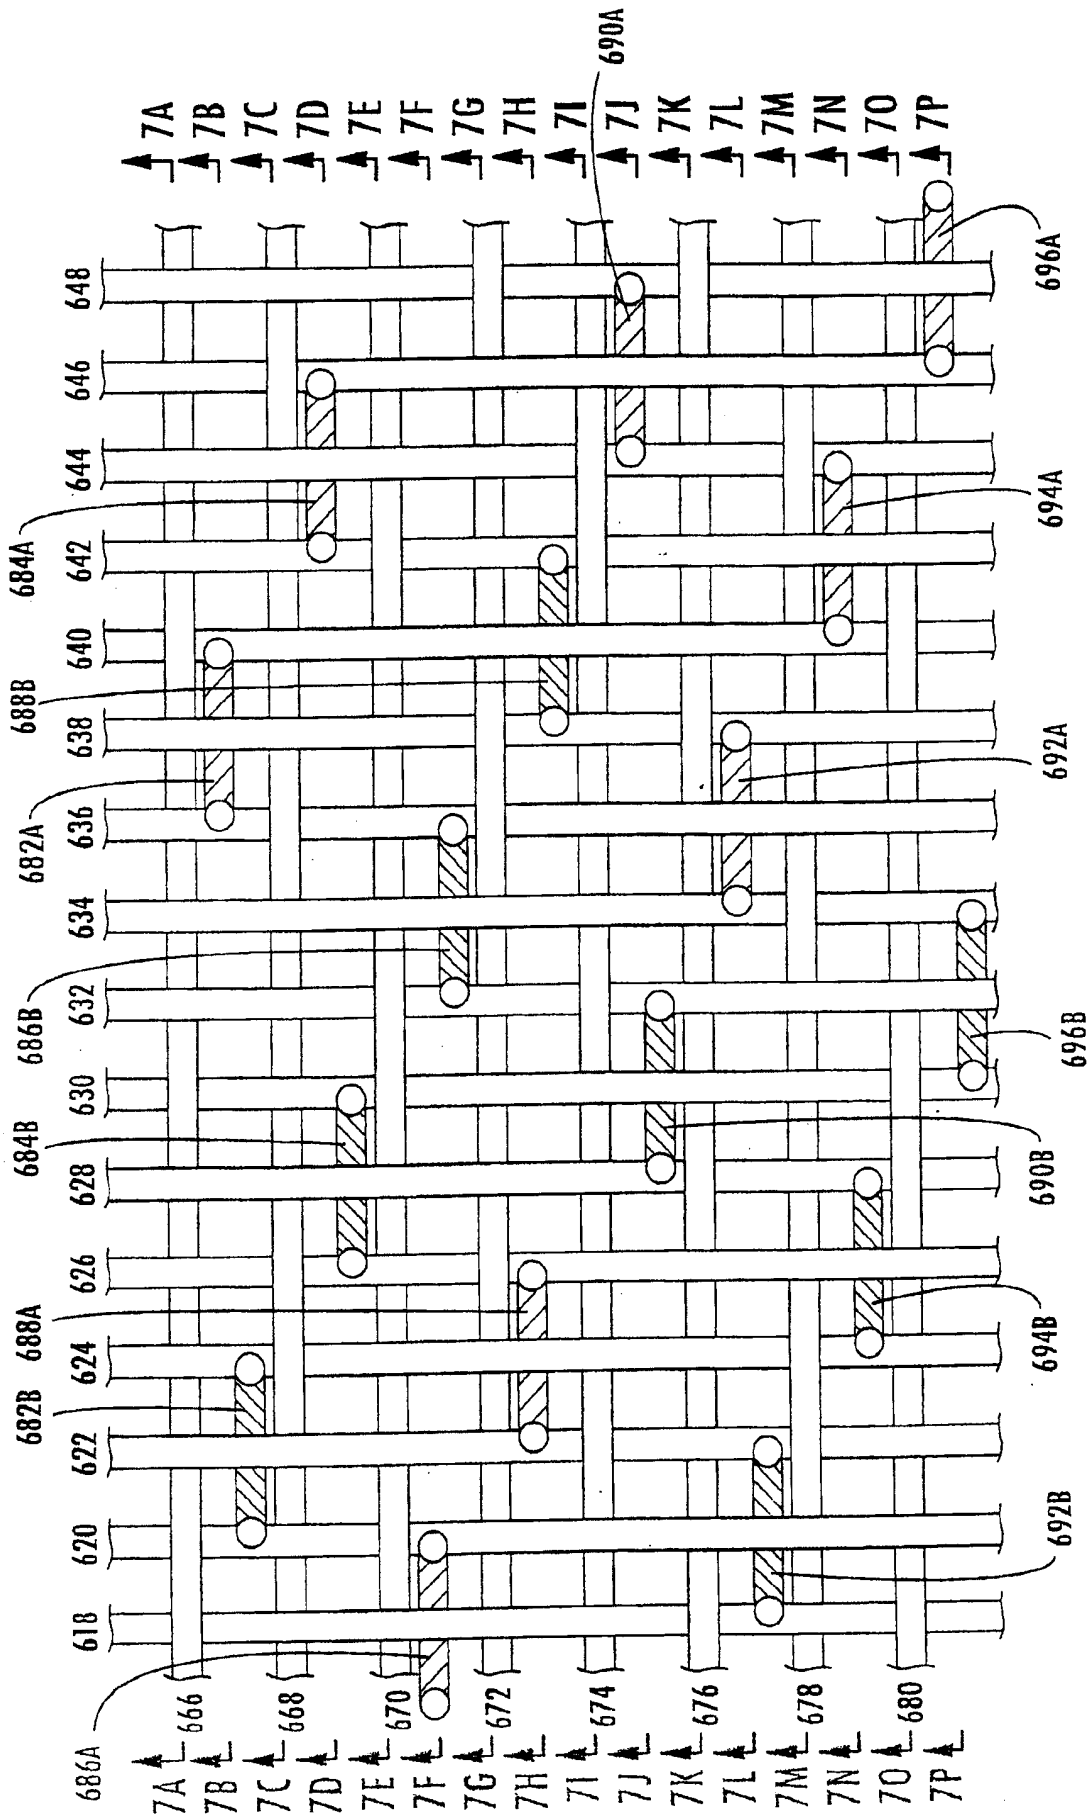 690A
7A
7B
7C
7D
7E
7F
7G
7H
7I
7J
7K
7L
7M
7N
7O
7P
648
646
644
642
640
638
636
634
632
630
628
626
624
622
620
618
684A
688B
682A
686B
684B
688A
682B
686A
696A
694A
692A
696B
690B
694B
692B
666
668
670
672
674
676
678
680
7A
7B
7C
7D
7E
7F
7G
7H
7I
7J
7K
7L
7M
7N
7O
7P